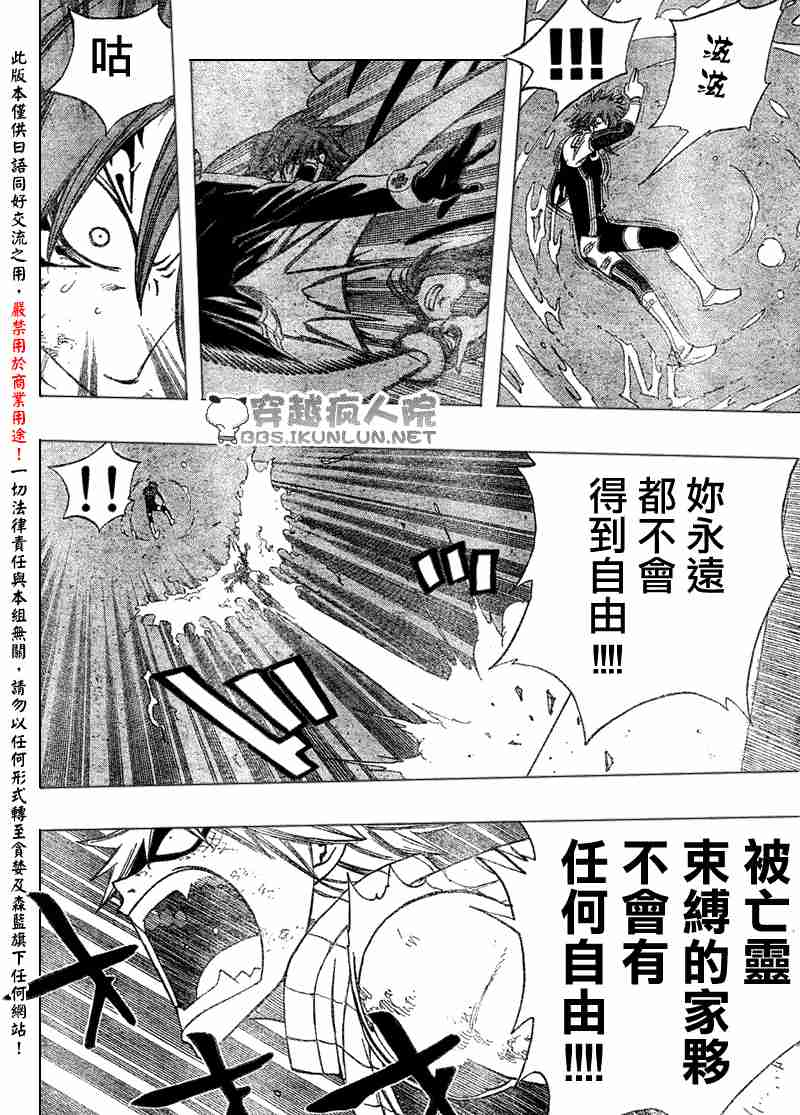 滋滋
!!!
咕
穿越疯人院
BBS.IKUNLUN.NET
!!
妳永遠
都不會
得到自由!!!!
被亡靈
束縛的家夥
不會有
任何自由!!!!
此版本僅供日語同好交流之用，嚴禁用於商業用途！一切法律責任與本組無關，請勿以任何形式轉至貪婪及森藍旗下任何網站！